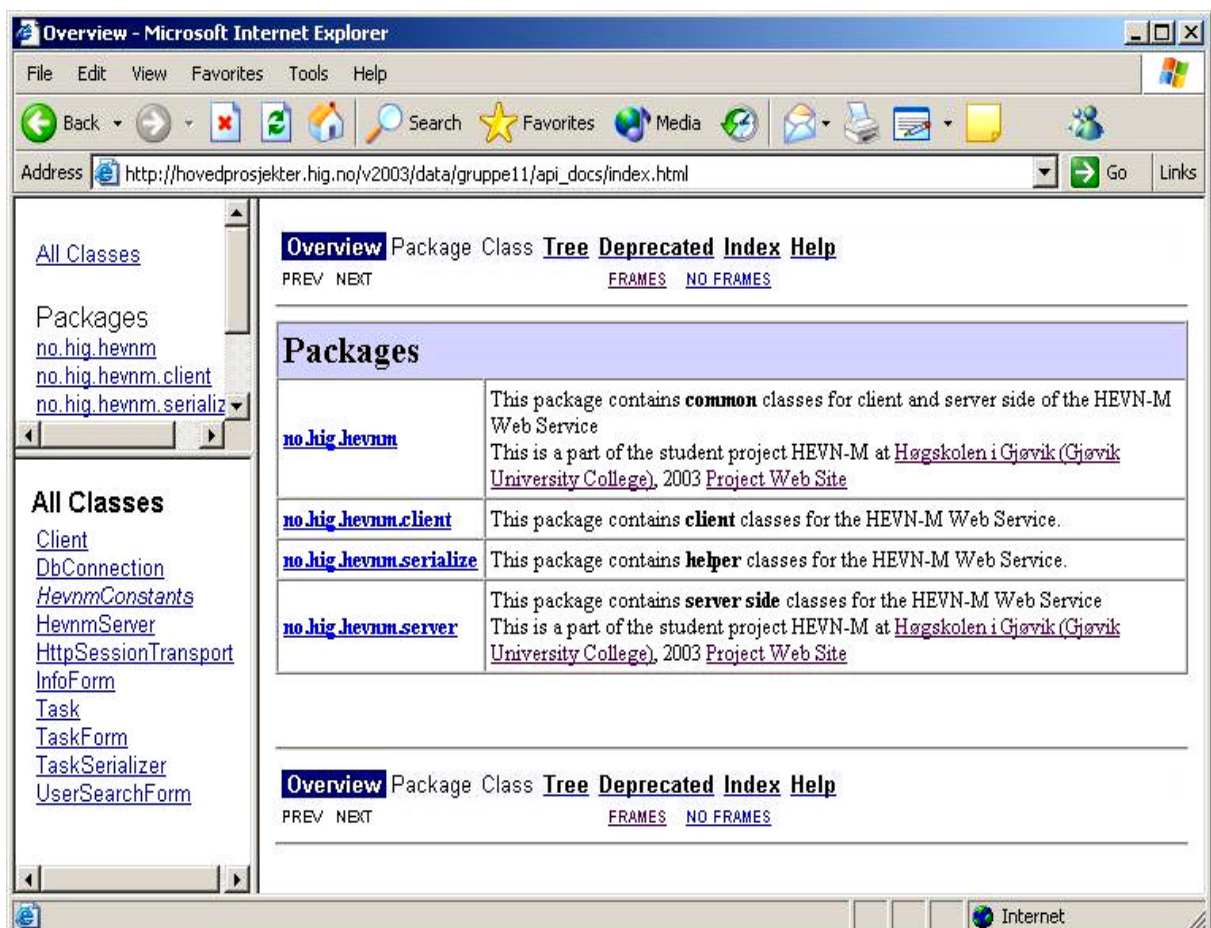 Overview - Microsoft Internet Explorer
File Edit View Favorites Tools Help
Back Search Favorites Media
Address http://hovedprosjekter.hig.no/v2003/data/gruppe11/api_docs/index.html Go Links
All Classes
Packages
no.hig.hevnm
no.hig.hevnm.client
no.hig.hevnm.serializ
All Classes
Client
DbConnection
HevnmConstants
HevnmServer
HttpSessionTransport
InfoForm
Task
TaskForm
TaskSerializer
UserSearchForm
Overview Package Class Tree Deprecated Index Help
PREV NEXT FRAMES NO FRAMES
Packages
no.hig.hevnm
This package contains common classes for client and server side of the HEVN-M
Web Service
This is a part of the student project HEVN-M at Høgskolen i Gjøvik (Gjøvik
University College), 2003 Project Web Site
no.hig.hevnm.client This package contains client classes for the HEVN-M Web Service.
no.hig.hevnm.serialize This package contains helper classes for the HEVN-M Web Service.
no.hig.hevnm.server
This package contains server side classes for the HEVN-M Web Service
This is a part of the student project HEVN-M at Høgskolen i Gjøvik (Gjøvik
University College), 2003 Project Web Site
Overview Package Class Tree Deprecated Index Help
PREV NEXT FRAMES NO FRAMES
Internet